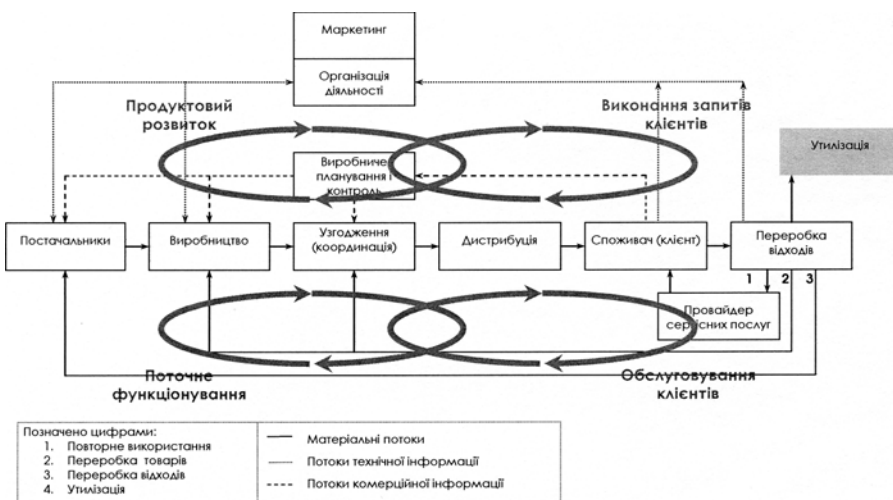 Маркетинг
Організація
діяльності
Продуктовий
розвиток
Виконання запитів
клієнтів
Утилізація
Виробниче
планування і
контроль
Постачальники
Виробництво
Узгодження
(координація)
Дистрибуція
Споживач (клієнт)
Переробка
відходів
1 2 3
Провайдер
сервісних послуг
Поточне
функціонування
Обслуговування
клієнтів
Позначено цифрами:
1. Повторне використання
2. Переробка товарів
3. Переробка відходів
4. Утилізація
Матеріальні потоки
Потоки технічної інформації
Потоки комерційної інформації